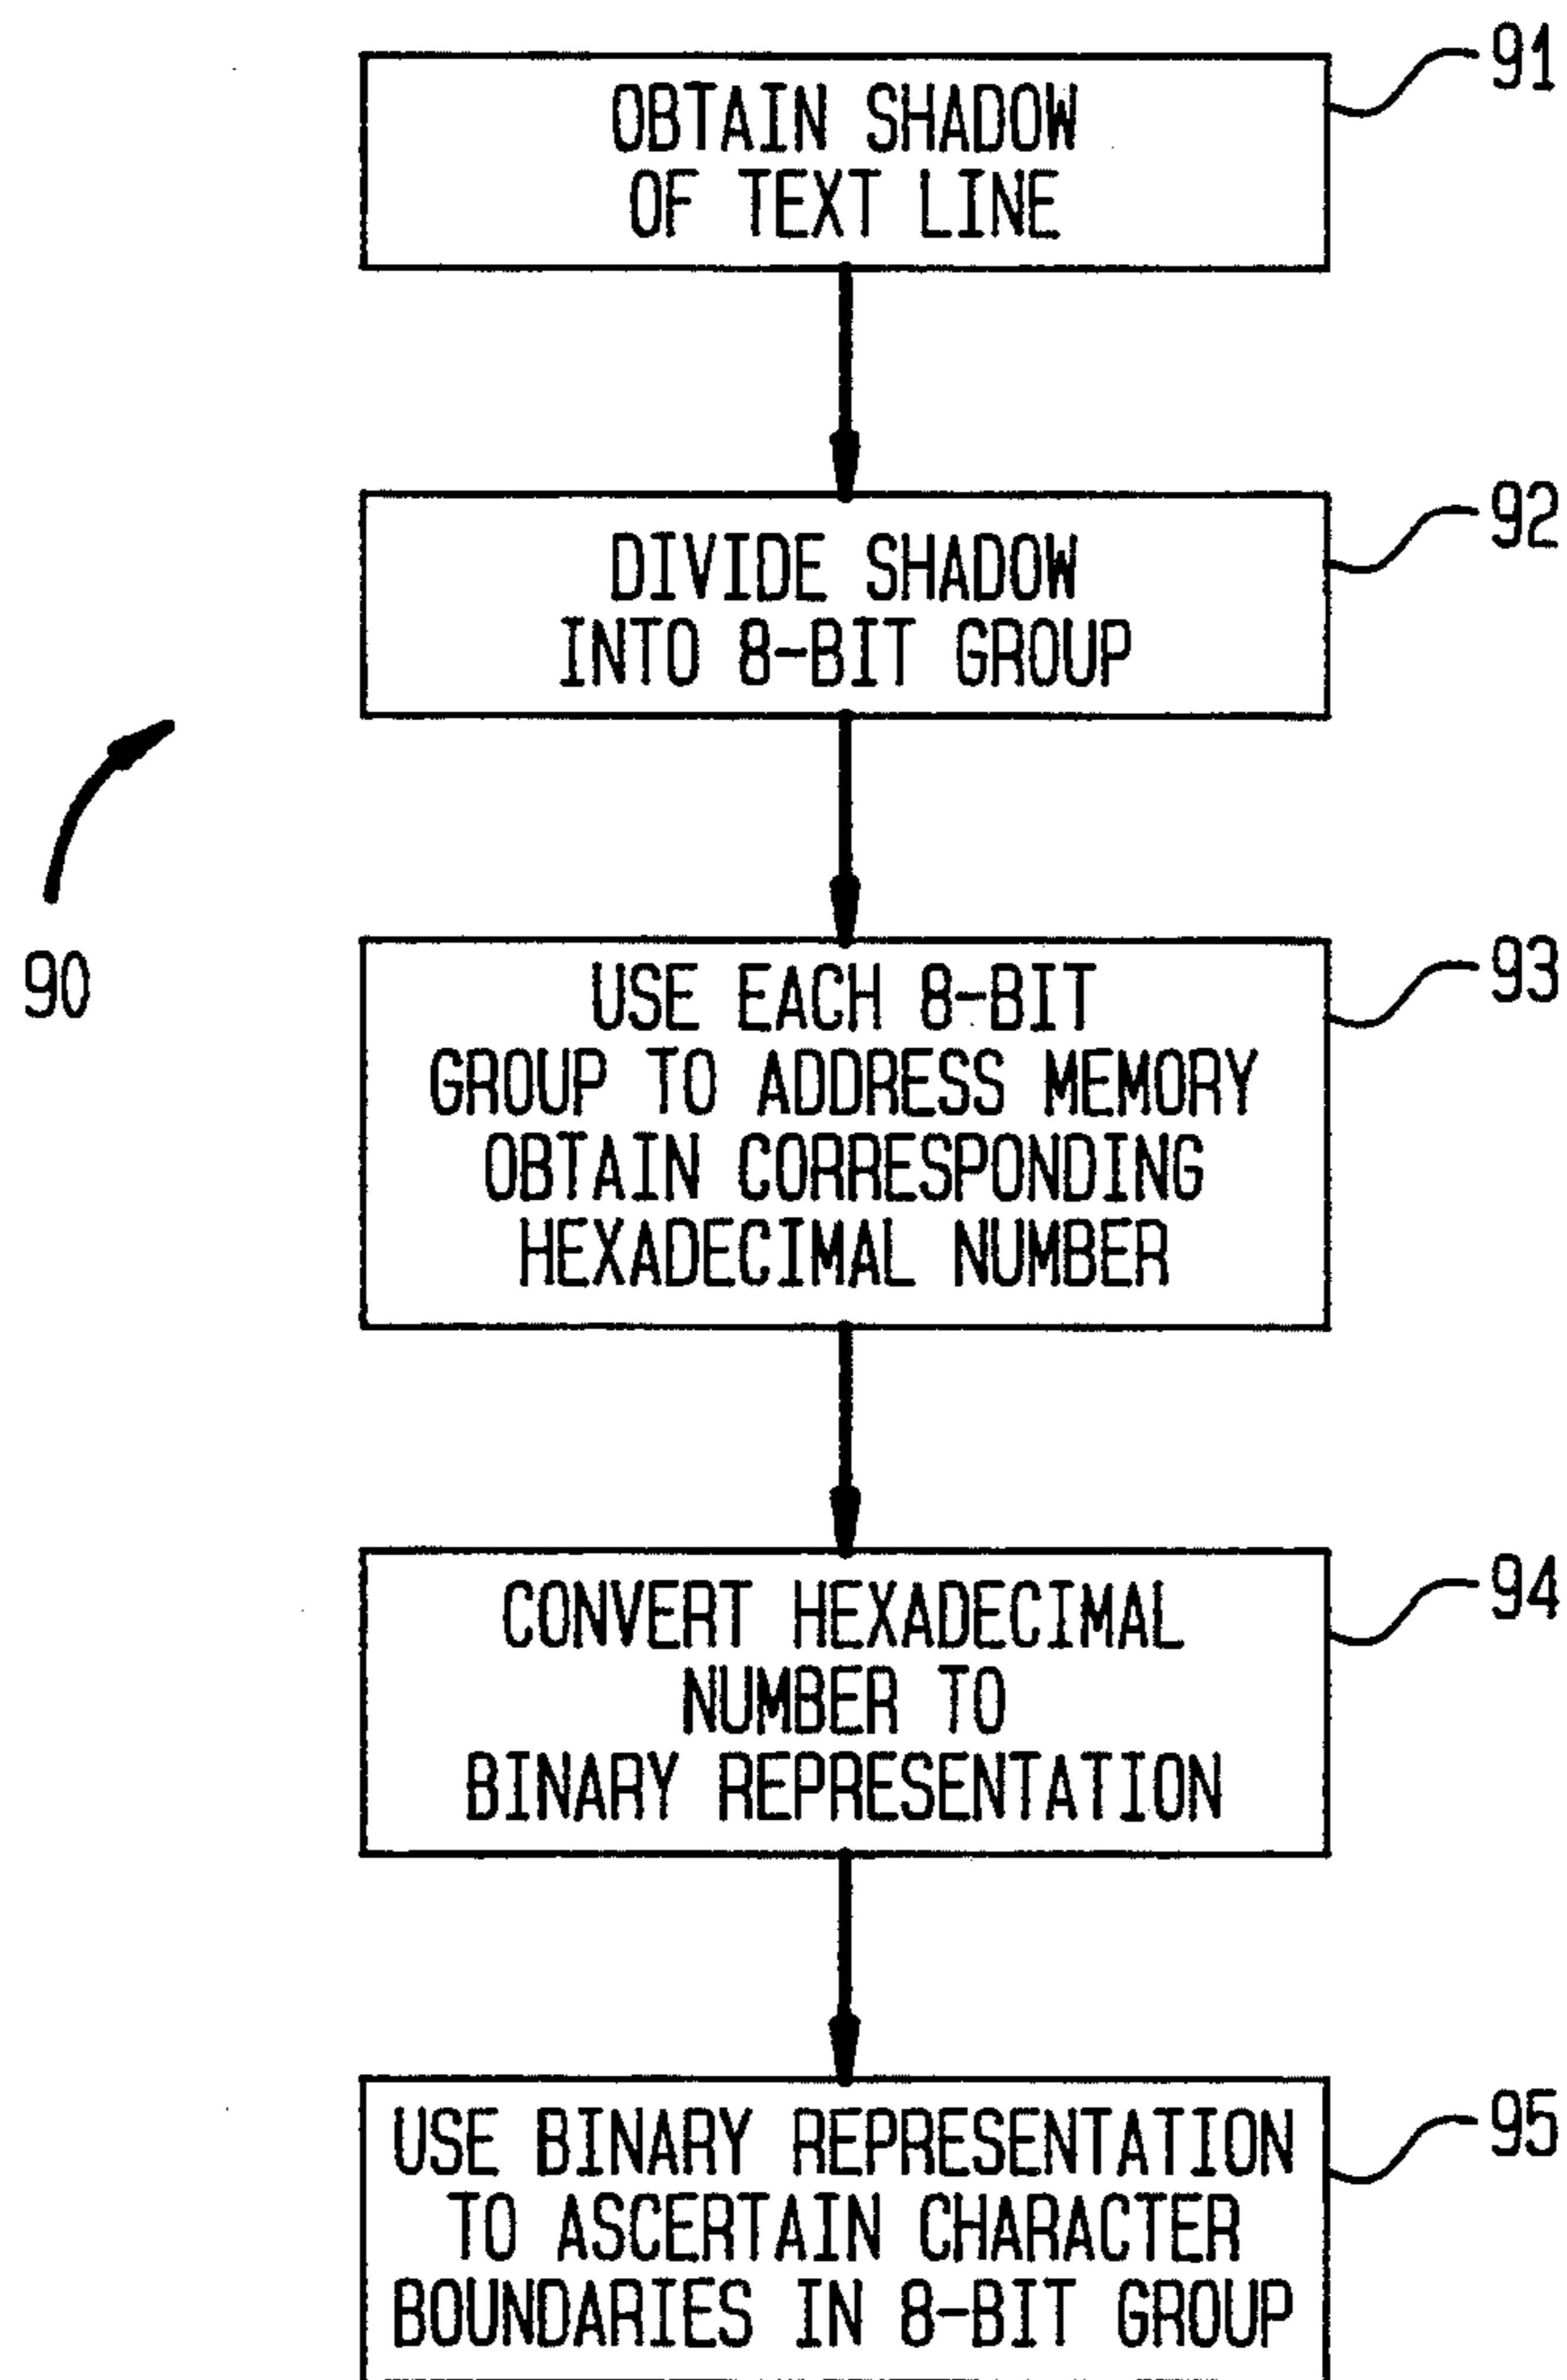 91
OBTAIN SHADOW
OF TEXT LINE
92
DIVIDE SHADOW
INTO 8-BIT GROUP
90
93
USE EACH 8-BIT
GROUP TO ADDRESS MEMORY
OBTAIN CORRESPONDING
HEXADECIMAL NUMBER
94
CONVERT HEXADECIMAL
NUMBER TO
BINARY REPRESENTATION
95
USE BINARY REPRESENTATION
TO ASCERTAIN CHARACTER
BOUNDARIES IN 8-BIT GROUP